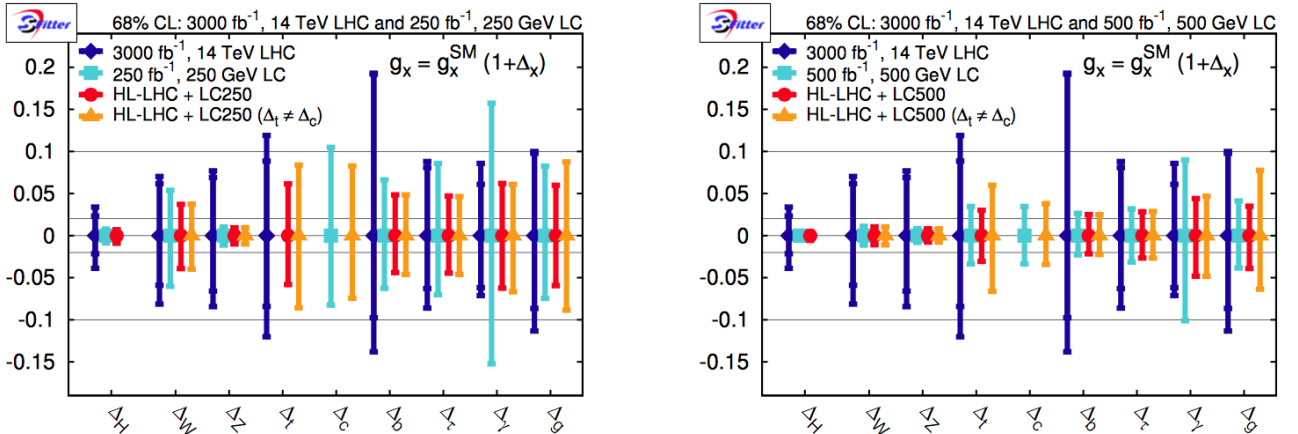 SFitter
68% CL: 3000 fb⁻¹, 14 TeV LHC and 250 fb⁻¹, 250 GeV LC
3000 fb⁻¹, 14 TeV LHC
250 fb⁻¹, 250 GeV LC
HL-LHC + LC250
HL-LHC + LC250 (Δt ≠ Δc)
gx = gx^SM (1+Δx)
0.2
0.15
0.1
0.05
0
-0.05
-0.1
-0.15
ΔH ΔW ΔZ Δt Δc Δb Δτ Δγ Δg
SFitter
68% CL: 3000 fb⁻¹, 14 TeV LHC and 500 fb⁻¹, 500 GeV LC
3000 fb⁻¹, 14 TeV LHC
500 fb⁻¹, 500 GeV LC
HL-LHC + LC500
HL-LHC + LC500 (Δt ≠ Δc)
gx = gx^SM (1+Δx)
0.2
0.15
0.1
0.05
0
-0.05
-0.1
-0.15
ΔH ΔW ΔZ Δt Δc Δb Δτ Δγ Δg